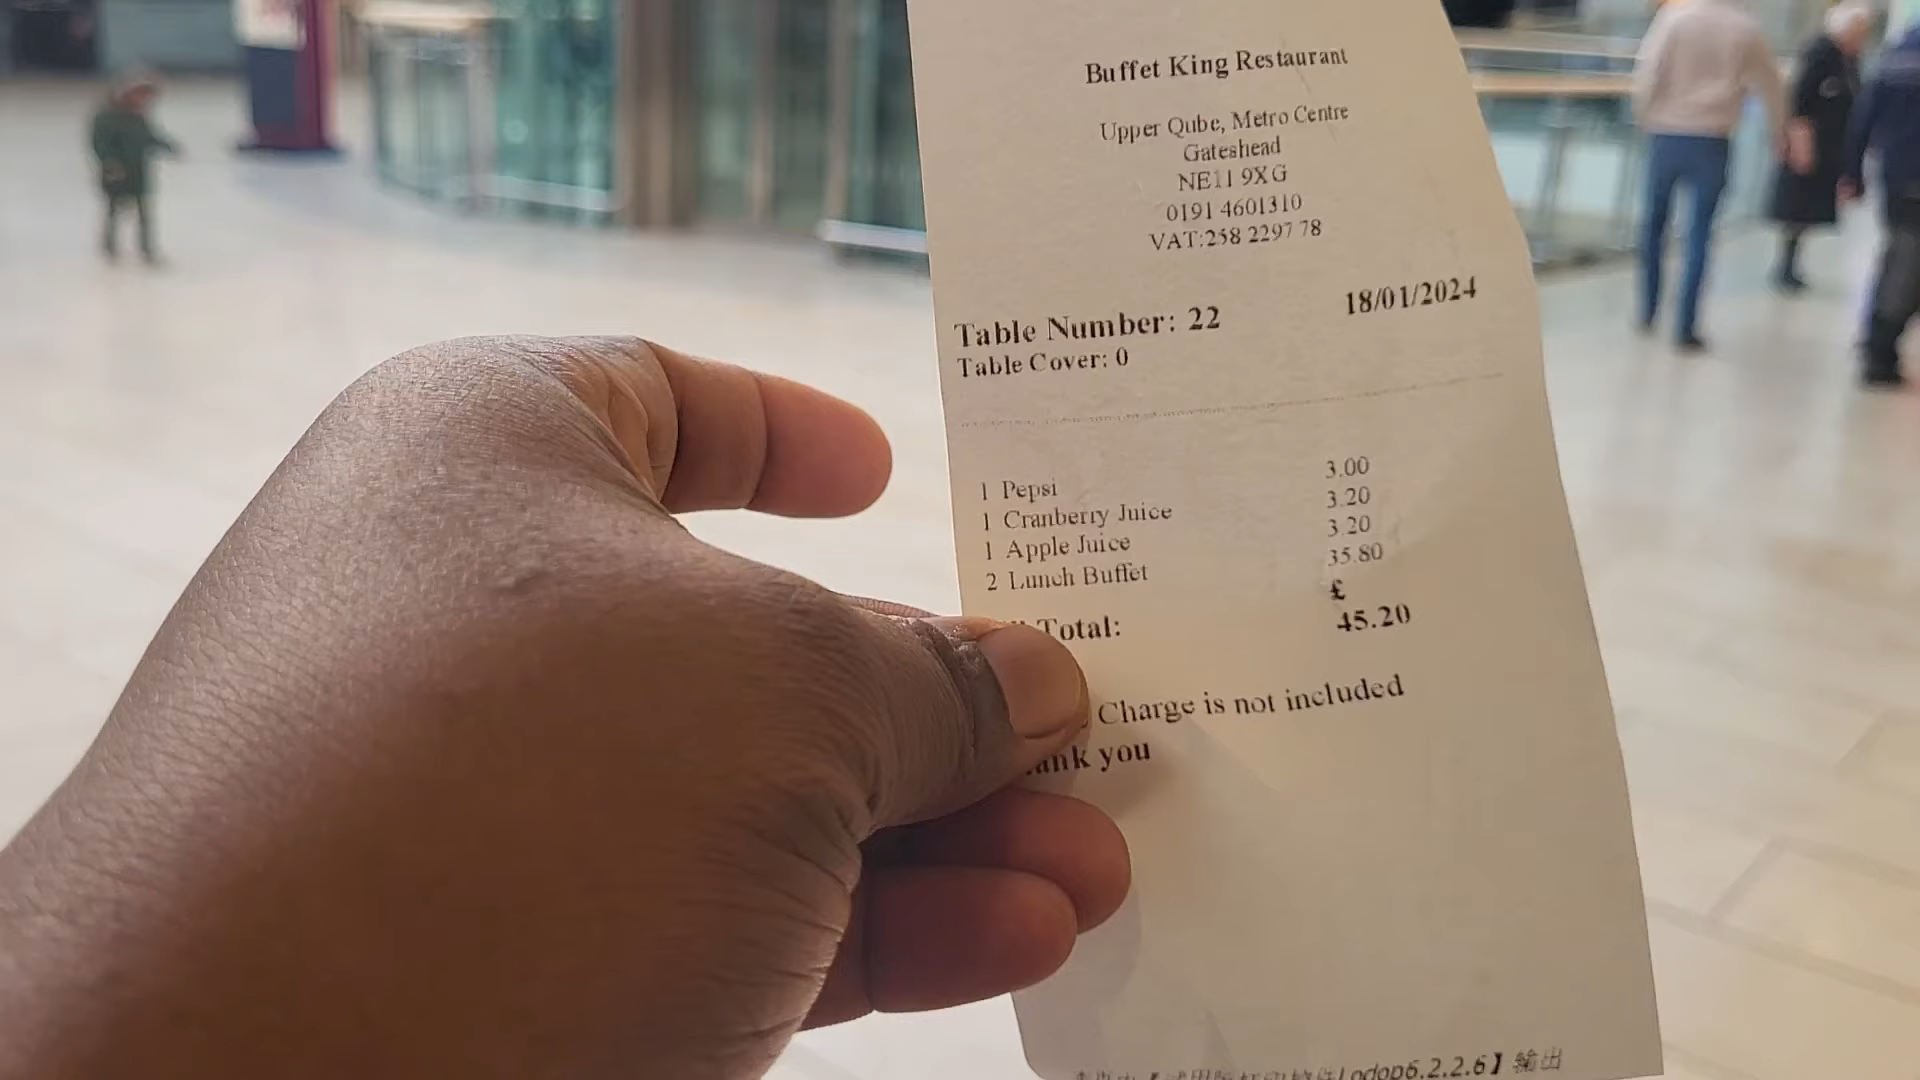 Buffet King Restaurant
Upper Qube, Metro Centre
Gateshead
NE11 9XG
0191 4601310
VAT:258 2297 78
Table Number: 22 18/01/2024
Table Cover: 0
1 Pepsi 3.00
1 Cranberry Juice 3.20
1 Apple Juice 3.20
2 Lunch Buffet 35.80
£
Total: 45.20
Charge is not included
you
Lodop6.2.2.6】輸出